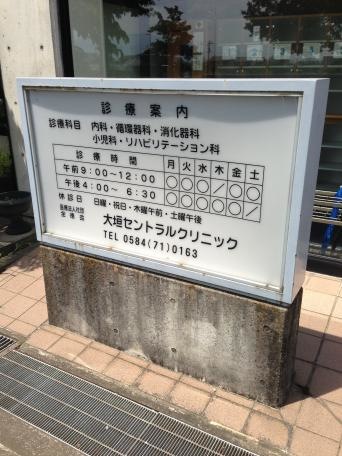 診療案内
診療科目 内科・循環器科・消化器科
小児科・リハビリテーション科
診療時間 月 火 水 木 金 土
午前 9:00〜12:00 ○ ○ ○ / ○ ○
午後 4:00〜 6:30 ○ ○ ○ ○ ○ /
休診日 日曜・祝日・木曜午前・土曜午後
医療法人社団
大垣セントラルクリニック
TEL 0584(71)0163